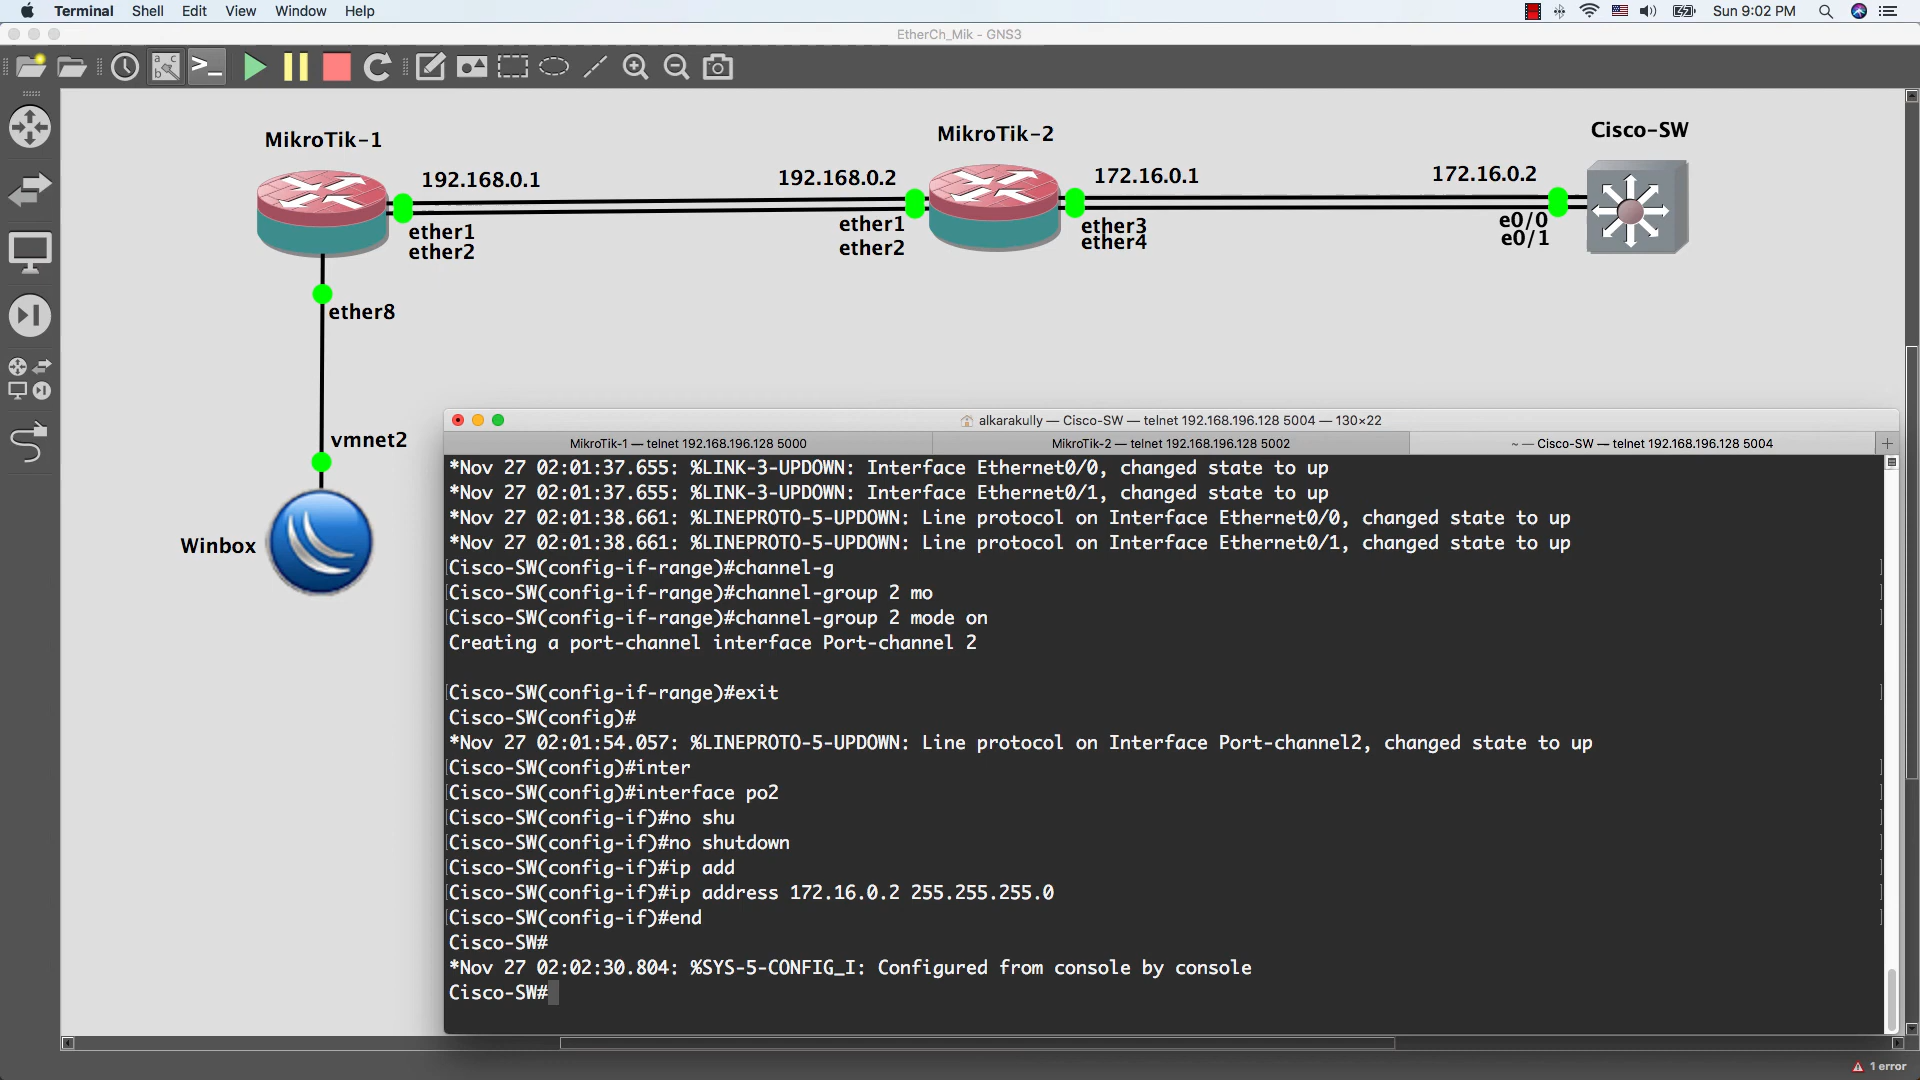 Terminal Shell Edit View Window Help Sun 9:02 PM
EtherCh_Mik - GNS3
MikroTik-1
MikroTik-2
Cisco-SW
192.168.0.1
192.168.0.2
172.16.0.1
172.16.0.2
ether1
ether2
ether1
ether2
ether3
ether4
e0/0
e0/1
ether8
vmnet2
Winbox
alkarakully — Cisco-SW — telnet 192.168.196.128 5004 — 130×22
MikroTik-1 — telnet 192.168.196.128 5000
MikroTik-2 — telnet 192.168.196.128 5002
~ — Cisco-SW — telnet 192.168.196.128 5004
*Nov 27 02:01:37.655: %LINK-3-UPDOWN: Interface Ethernet0/0, changed state to up
*Nov 27 02:01:37.655: %LINK-3-UPDOWN: Interface Ethernet0/1, changed state to up
*Nov 27 02:01:38.661: %LINEPROTO-5-UPDOWN: Line protocol on Interface Ethernet0/0, changed state to up
*Nov 27 02:01:38.661: %LINEPROTO-5-UPDOWN: Line protocol on Interface Ethernet0/1, changed state to up
Cisco-SW(config-if-range)#channel-g
Cisco-SW(config-if-range)#channel-group 2 mo
Cisco-SW(config-if-range)#channel-group 2 mode on
Creating a port-channel interface Port-channel 2
Cisco-SW(config-if-range)#exit
Cisco-SW(config)#
*Nov 27 02:01:54.057: %LINEPROTO-5-UPDOWN: Line protocol on Interface Port-channel2, changed state to up
Cisco-SW(config)#inter
Cisco-SW(config)#interface po2
Cisco-SW(config-if)#no shu
Cisco-SW(config-if)#no shutdown
Cisco-SW(config-if)#ip add
Cisco-SW(config-if)#ip address 172.16.0.2 255.255.255.0
Cisco-SW(config-if)#end
Cisco-SW#
*Nov 27 02:02:30.804: %SYS-5-CONFIG_I: Configured from console by console
Cisco-SW#
1 error